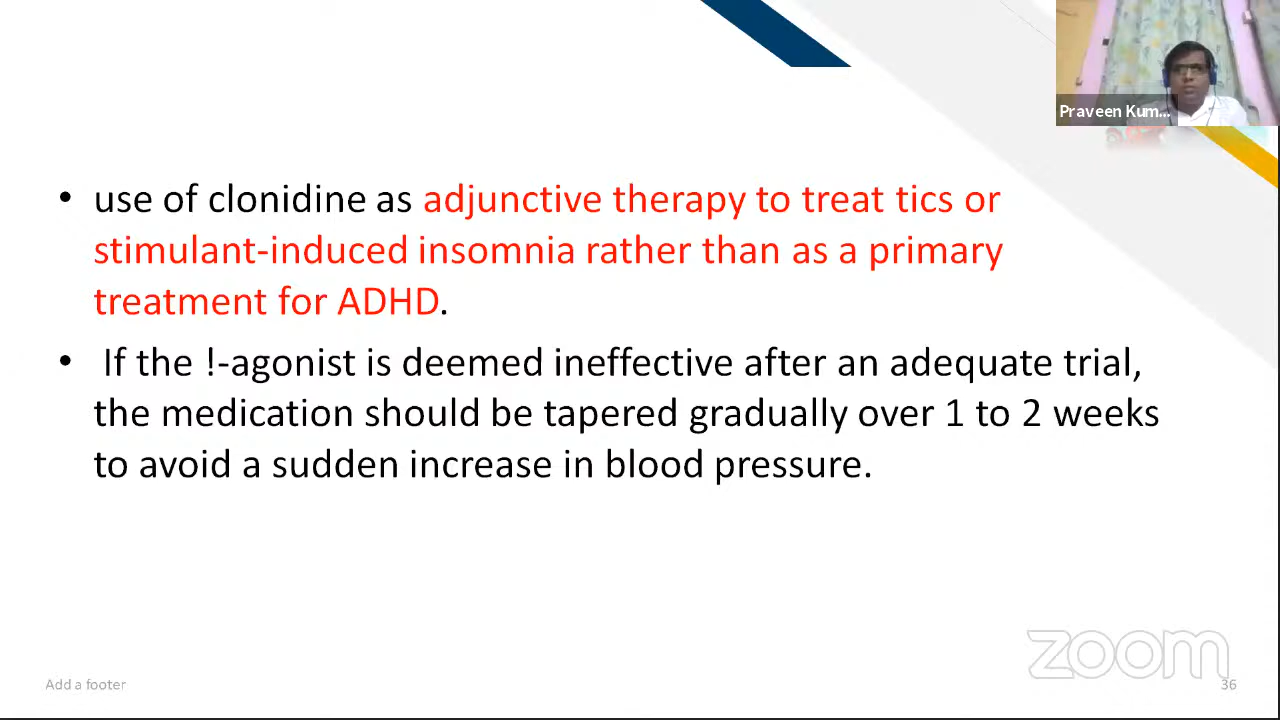 Praveen Kum...
• use of clonidine as adjunctive therapy to treat tics or
stimulant-induced insomnia rather than as a primary
treatment for ADHD.
• If the !-agonist is deemed ineffective after an adequate trial,
the medication should be tapered gradually over 1 to 2 weeks
to avoid a sudden increase in blood pressure.
zoom
Add a footer
36